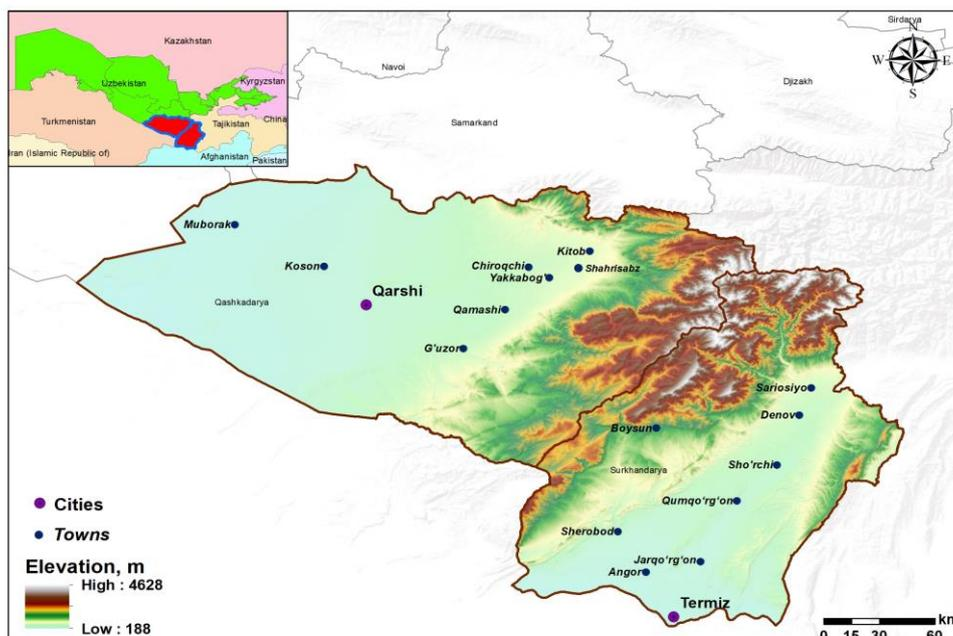 Kazakhstan
Uzbekistan
Kyrgyzstan
Turkmenistan
Tajikistan
China
Iran (Islamic Republic of)
Afghanistan
Pakistan
Sirdarya
Navoi
Djizakh
Samarkand
N
W
E
S
Muborak
Koson
Qashkadarya
Qarshi
Chiroqchi
Kitob
Shahrisabz
Yakkabog'
Qamashi
G'uzor
Sariosiyo
Denov
Boysun
Surkhandarya
Sho'rchi
Qumqo'rg'on
Sherobod
Jarqo'rg'on
Angor
Termiz
Cities
Towns
Elevation, m
High : 4628
Low : 188
km
0 15 30 60